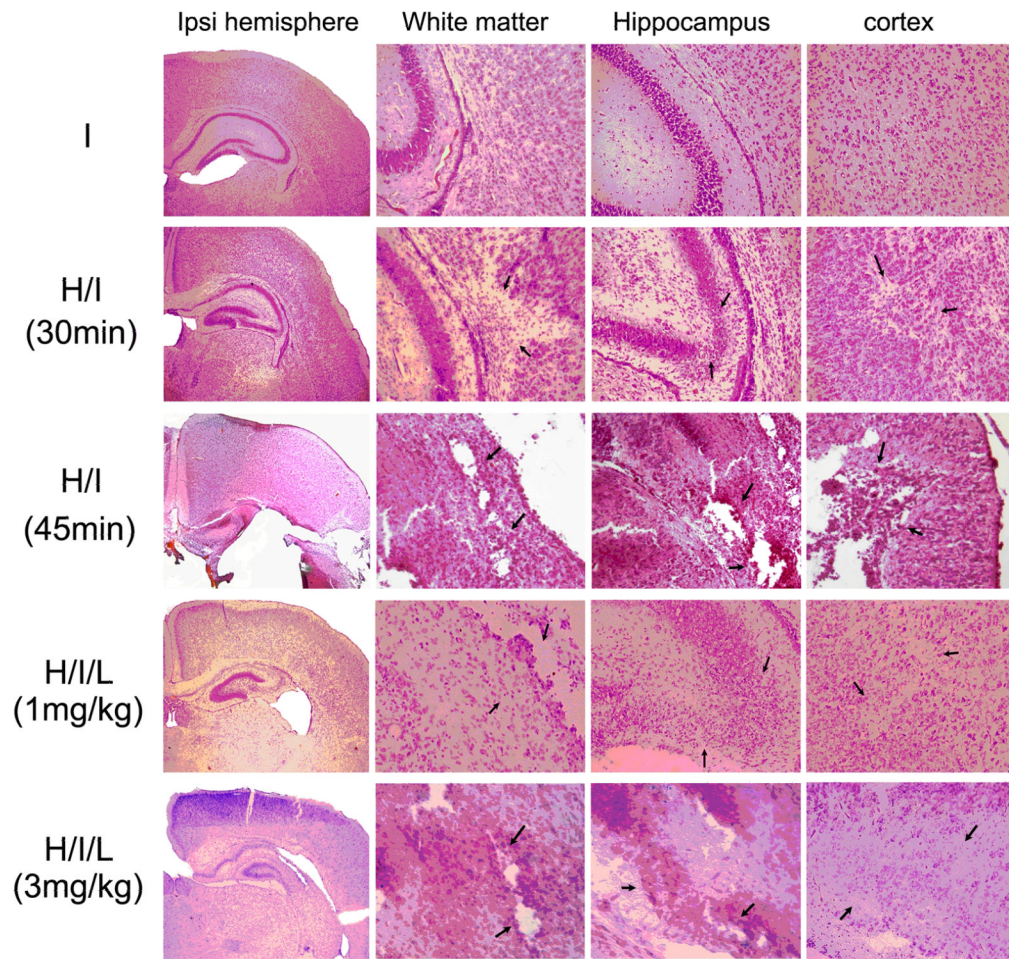 Ipsi hemisphere White matter Hippocampus cortex
I
H/I
(30min)
H/I
(45min)
H/I/L
(1mg/kg)
H/I/L
(3mg/kg)